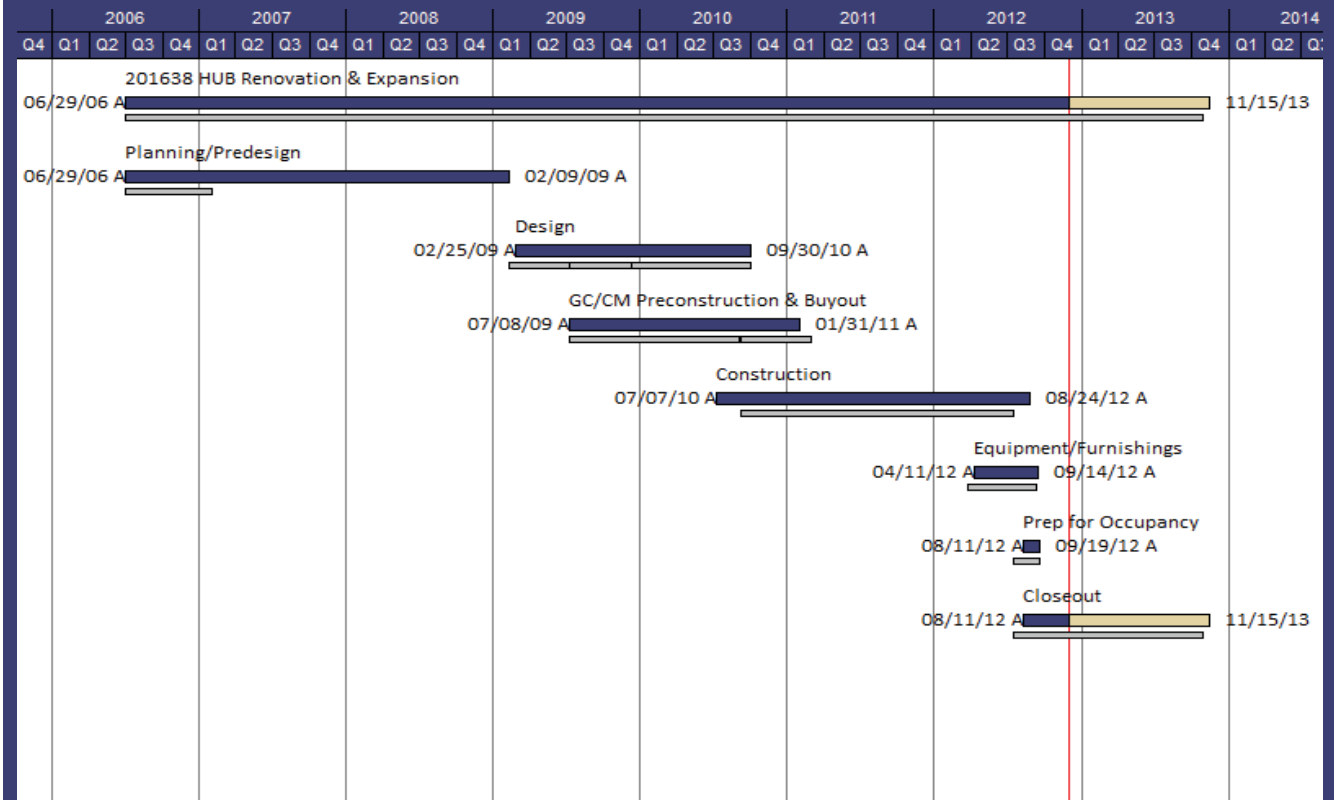 2006 2007 2008 2009 2010 2011 2012 2013 2014
Q4 Q1 Q2 Q3 Q4 Q1 Q2 Q3 Q4 Q1 Q2 Q3 Q4 Q1 Q2 Q3 Q4 Q1 Q2 Q3 Q4 Q1 Q2 Q3 Q4 Q1 Q2 Q3 Q4 Q1 Q2 Q3 Q4 Q1 Q2 Q3
201638 HUB Renovation & Expansion
06/29/06 A 11/15/13
Planning/Predesign
06/29/06 A 02/09/09 A
Design
02/25/09 A 09/30/10 A
GC/CM Preconstruction & Buyout
07/08/09 A 01/31/11 A
Construction
07/07/10 A 08/24/12 A
Equipment/Furnishings
04/11/12 A 09/14/12 A
Prep for Occupancy
08/11/12 A 09/19/12 A
Closeout
08/11/12 A 11/15/13